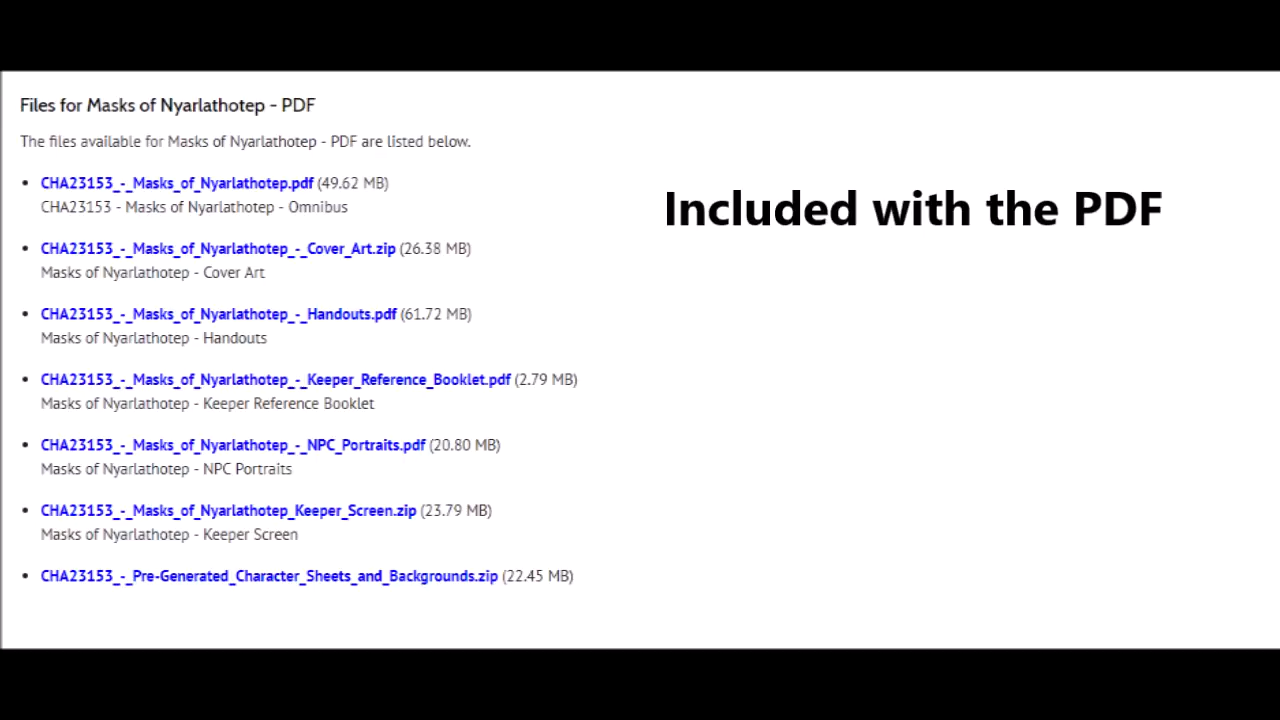 Files for Masks of Nyarlathotep - PDF
The files available for Masks of Nyarlathotep - PDF are listed below.
Included with the PDF
• CHA23153_-_Masks_of_Nyarlathotep.pdf (49.62 MB)
CHA23153 - Masks of Nyarlathotep - Omnibus
• CHA23153_-_Masks_of_Nyarlathotep_-_Cover_Art.zip (26.38 MB)
Masks of Nyarlathotep - Cover Art
• CHA23153_-_Masks_of_Nyarlathotep_-_Handouts.pdf (61.72 MB)
Masks of Nyarlathotep - Handouts
• CHA23153_-_Masks_of_Nyarlathotep_-_Keeper_Reference_Booklet.pdf (2.79 MB)
Masks of Nyarlathotep - Keeper Reference Booklet
• CHA23153_-_Masks_of_Nyarlathotep_-_NPC_Portraits.pdf (20.80 MB)
Masks of Nyarlathotep - NPC Portraits
• CHA23153_-_Masks_of_Nyarlathotep_Keeper_Screen.zip (23.79 MB)
Masks of Nyarlathotep - Keeper Screen
• CHA23153_-_Pre-Generated_Character_Sheets_and_Backgrounds.zip (22.45 MB)